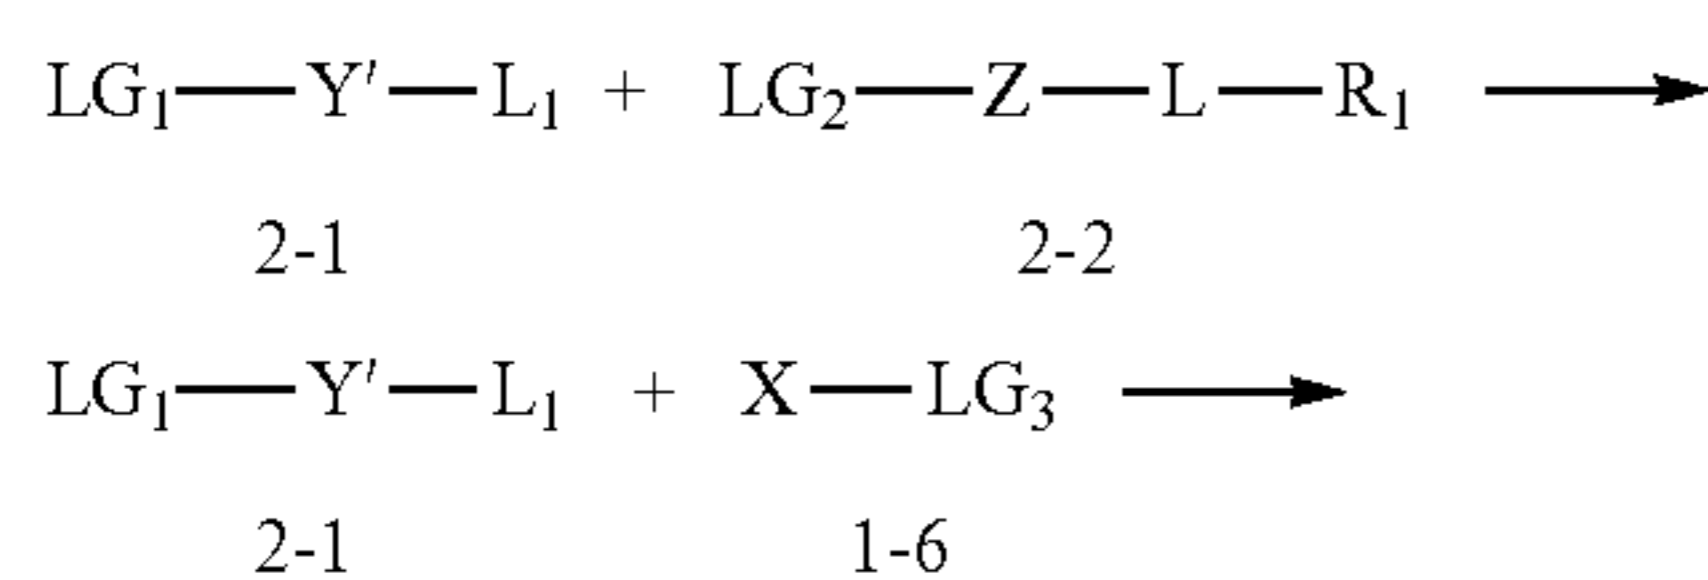 LG₁—Y′—L₁ + LG₂—Z—L—R₁ ⟶
2-1 2-2
LG₁—Y′—L₁ + X—LG₃ ⟶
2-1 1-6